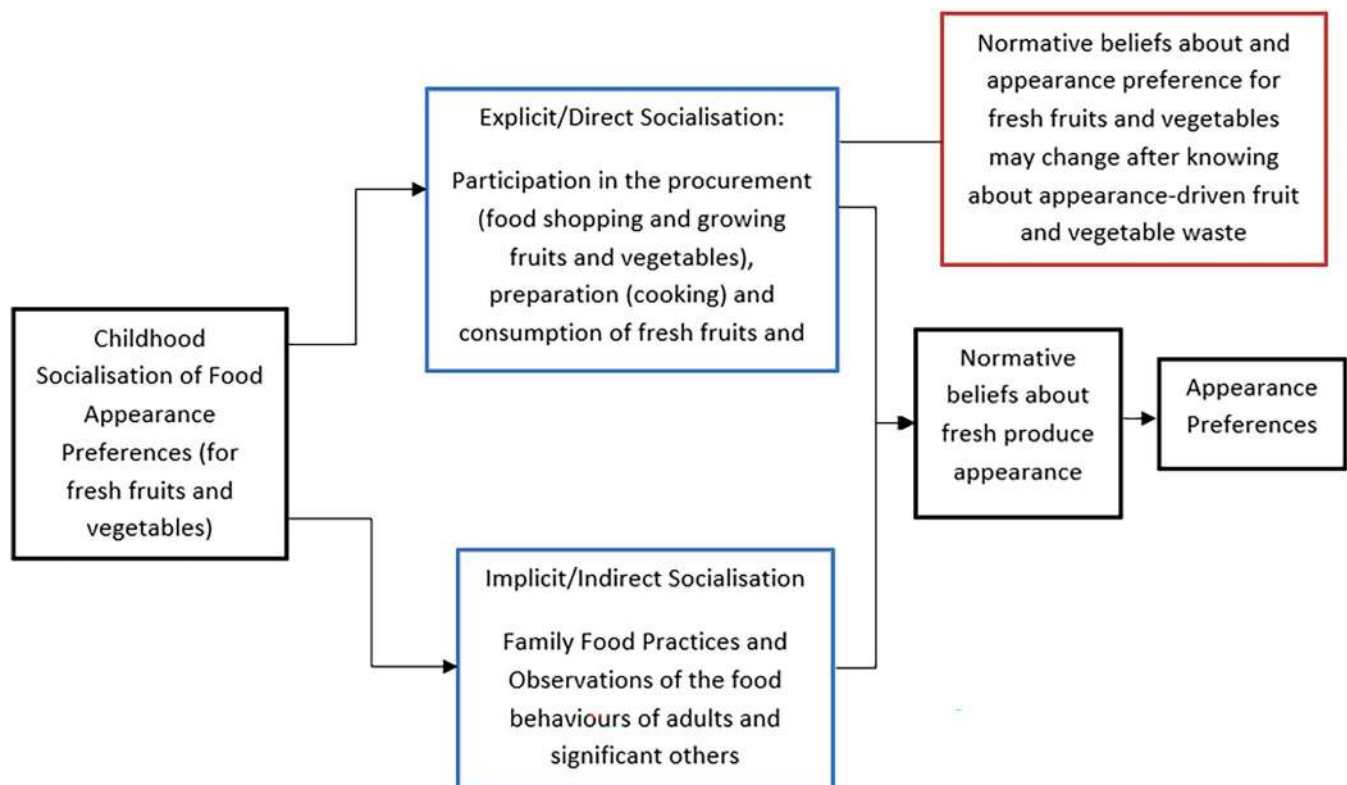 Childhood
Socialisation of Food
Appearance
Preferences (for
fresh fruits and
vegetables)
Explicit/Direct Socialisation:
Participation in the procurement
(food shopping and growing
fruits and vegetables),
preparation (cooking) and
consumption of fresh fruits and
Implicit/Indirect Socialisation
Family Food Practices and
Observations of the food
behaviours of adults and
significant others
Normative beliefs about and
appearance preference for
fresh fruits and vegetables
may change after knowing
about appearance-driven fruit
and vegetable waste
Normative
beliefs about
fresh produce
appearance
Appearance
Preferences